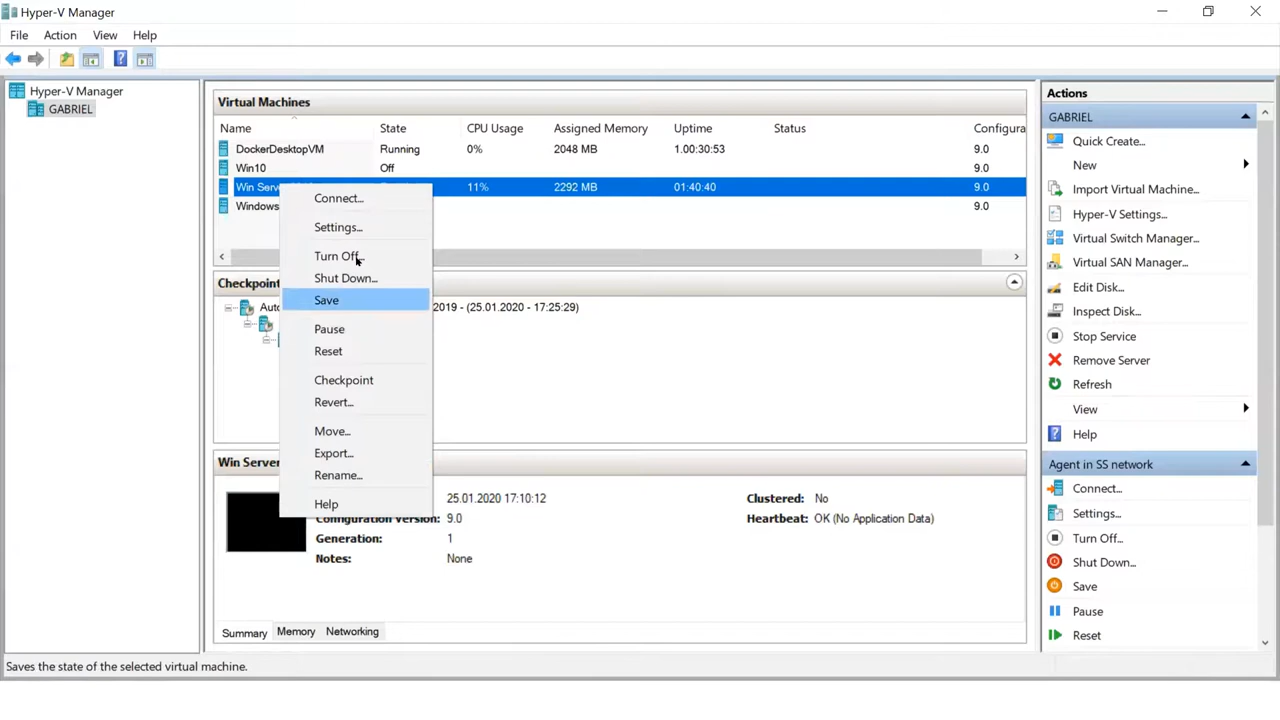 Hyper-V Manager
File Action View Help
Hyper-V Manager
GABRIEL
Virtual Machines
Name State CPU Usage Assigned Memory Uptime Status Configura
DockerDesktopVM Running 0% 2048 MB 1.00:30:53 9.0
Win10 Off 9.0
Win Serve 11% 2292 MB 01:40:40 9.0
Windows 9.0
Connect...
Settings...
Turn Off...
Shut Down...
Save
Pause
Reset
Checkpoint
Revert...
Move...
Export...
Rename...
Help
Checkpoint
Auto 2019 - (25.01.2020 - 17:25:29)
Win Server
25.01.2020 17:10:12 Clustered: No
Configuration Version: 9.0 Heartbeat: OK (No Application Data)
Generation: 1
Notes: None
Summary Memory Networking
Actions
GABRIEL
Quick Create...
New
Import Virtual Machine...
Hyper-V Settings...
Virtual Switch Manager...
Virtual SAN Manager...
Edit Disk...
Inspect Disk...
Stop Service
Remove Server
Refresh
View
Help
Agent in SS network
Connect...
Settings...
Turn Off...
Shut Down...
Save
Pause
Reset
Saves the state of the selected virtual machine.